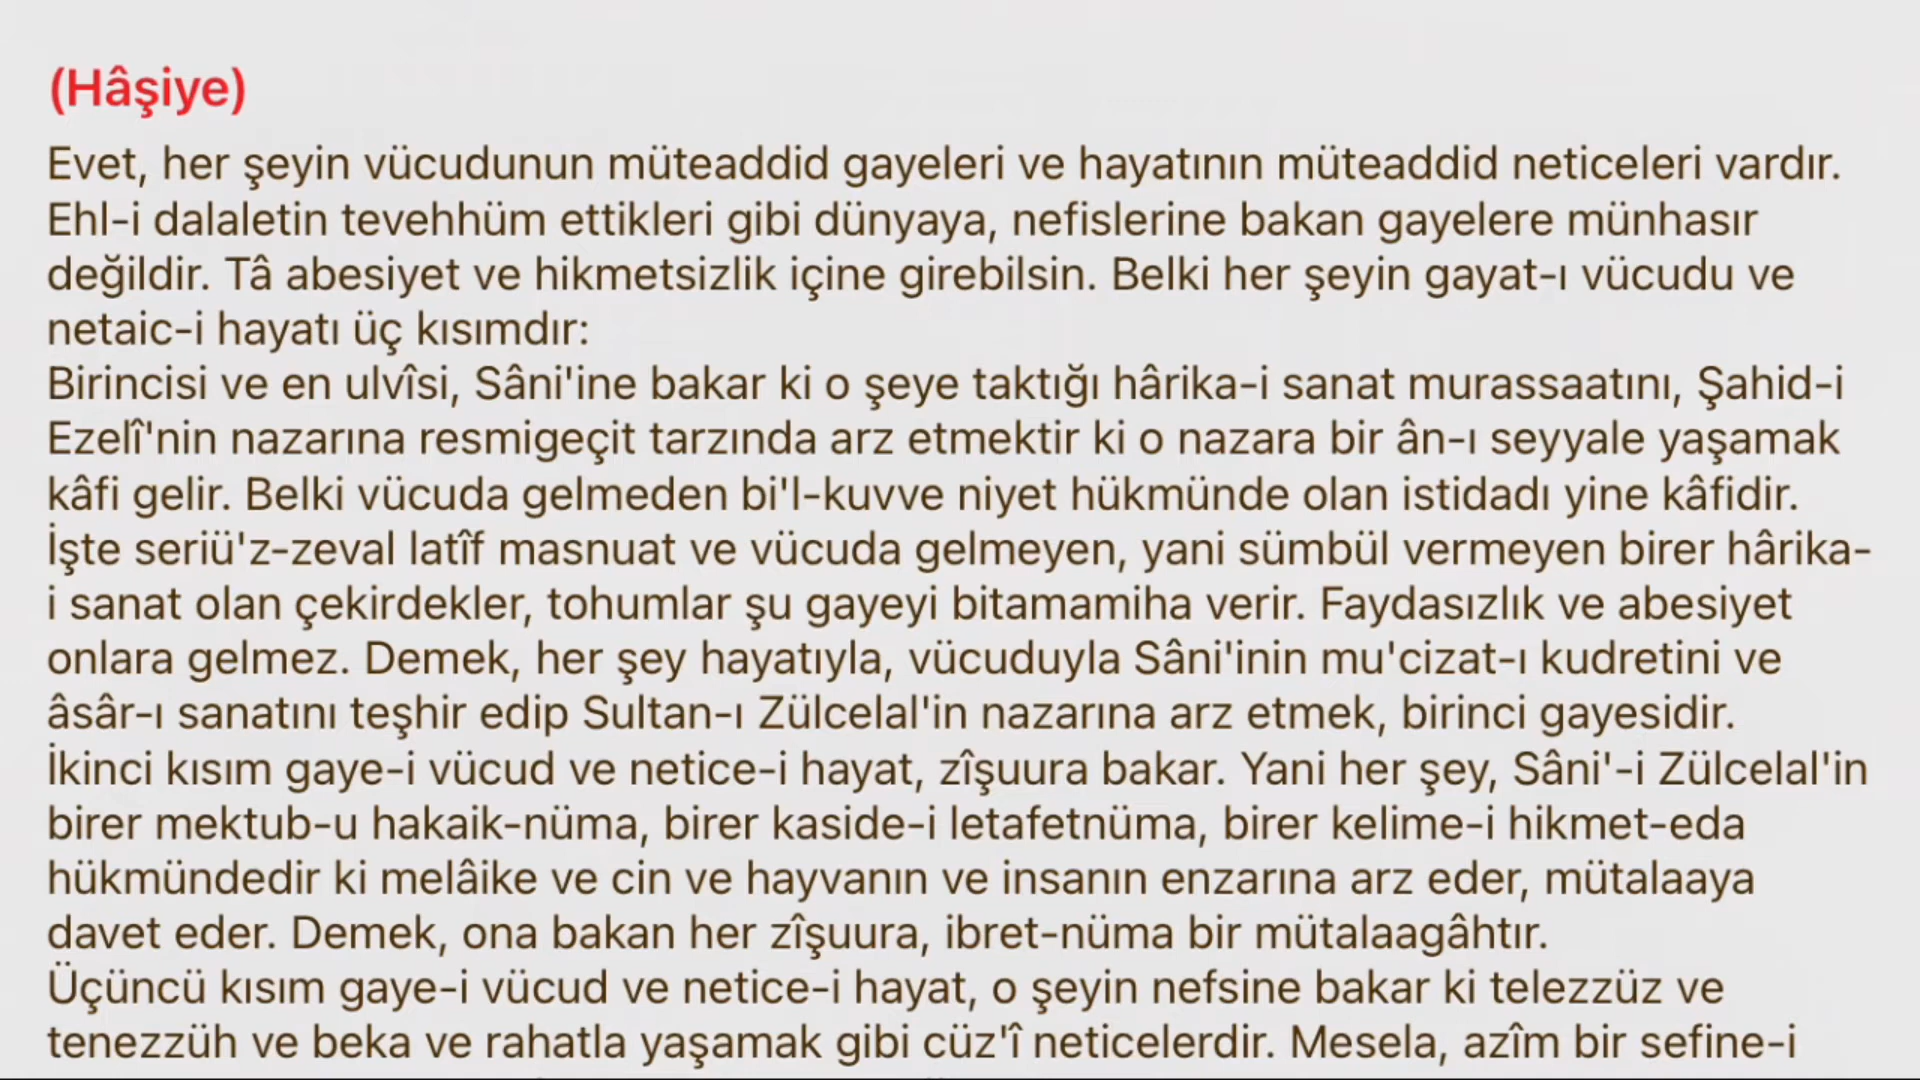 (Hâşiye)
Evet, her şeyin vücudunun müteaddid gayeleri ve hayatının müteaddid neticeleri vardır.
Ehl-i dalaletin tevehhüm ettikleri gibi dünyaya, nefislerine bakan gayelere münhasır
değildir. Tâ abesiyet ve hikmetsizlik içine girebilsin. Belki her şeyin gayat-ı vücudu ve
netaic-i hayatı üç kısımdır:
Birincisi ve en ulvîsi, Sâni'ine bakar ki o şeye taktığı hârika-i sanat murassaatını, Şahid-i
Ezelî'nin nazarına resmigeçit tarzında arz etmektir ki o nazara bir ân-ı seyyale yaşamak
kâfi gelir. Belki vücuda gelmeden bi'l-kuvve niyet hükmünde olan istidadı yine kâfidir.
İşte seriü'z-zeval latîf masnuat ve vücuda gelmeyen, yani sümbül vermeyen birer hârika-
i sanat olan çekirdekler, tohumlar şu gayeyi bitamamiha verir. Faydasızlık ve abesiyet
onlara gelmez. Demek, her şey hayatıyla, vücuduyla Sâni'inin mu'cizat-ı kudretini ve
âsâr-ı sanatını teşhir edip Sultan-ı Zülcelal'in nazarına arz etmek, birinci gayesidir.
İkinci kısım gaye-i vücud ve netice-i hayat, zîşuura bakar. Yani her şey, Sâni'-i Zülcelal'in
birer mektub-u hakaik-nüma, birer kaside-i letafetnüma, birer kelime-i hikmet-eda
hükmündedir ki melâike ve cin ve hayvanın ve insanın enzarına arz eder, mütalaaya
davet eder. Demek, ona bakan her zîşuura, ibret-nüma bir mütalaagâhtır.
Üçüncü kısım gaye-i vücud ve netice-i hayat, o şeyin nefsine bakar ki telezzüz ve
tenezzüh ve beka ve rahatla yaşamak gibi cüz'î neticelerdir. Mesela, azîm bir sefine-i